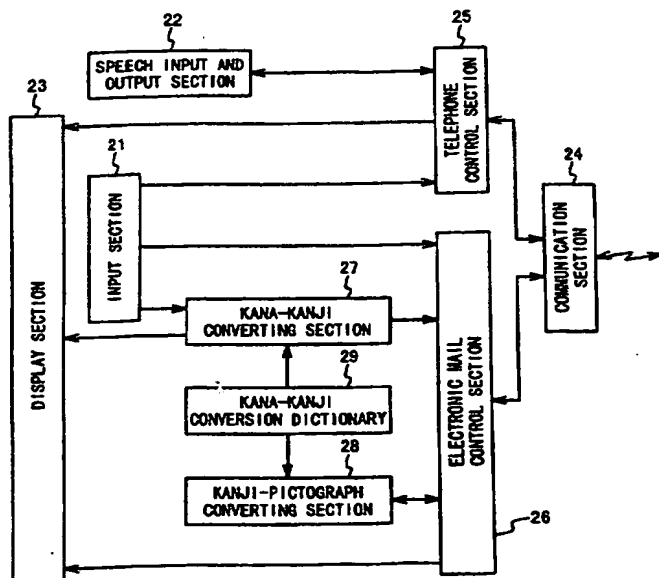 22
SPEECH INPUT AND
OUTPUT SECTION
25
TELEPHONE
CONTROL SECTION
23
DISPLAY SECTION
21
INPUT SECTION
24
COMMUNICATION
SECTION
27
KANA-KANJI
CONVERTING SECTION
29
KANA-KANJI
CONVERSION DICTIONARY
28
KANJI-PICTOGRAPH
CONVERTING SECTION
ELECTRONIC MAIL
CONTROL SECTION
26